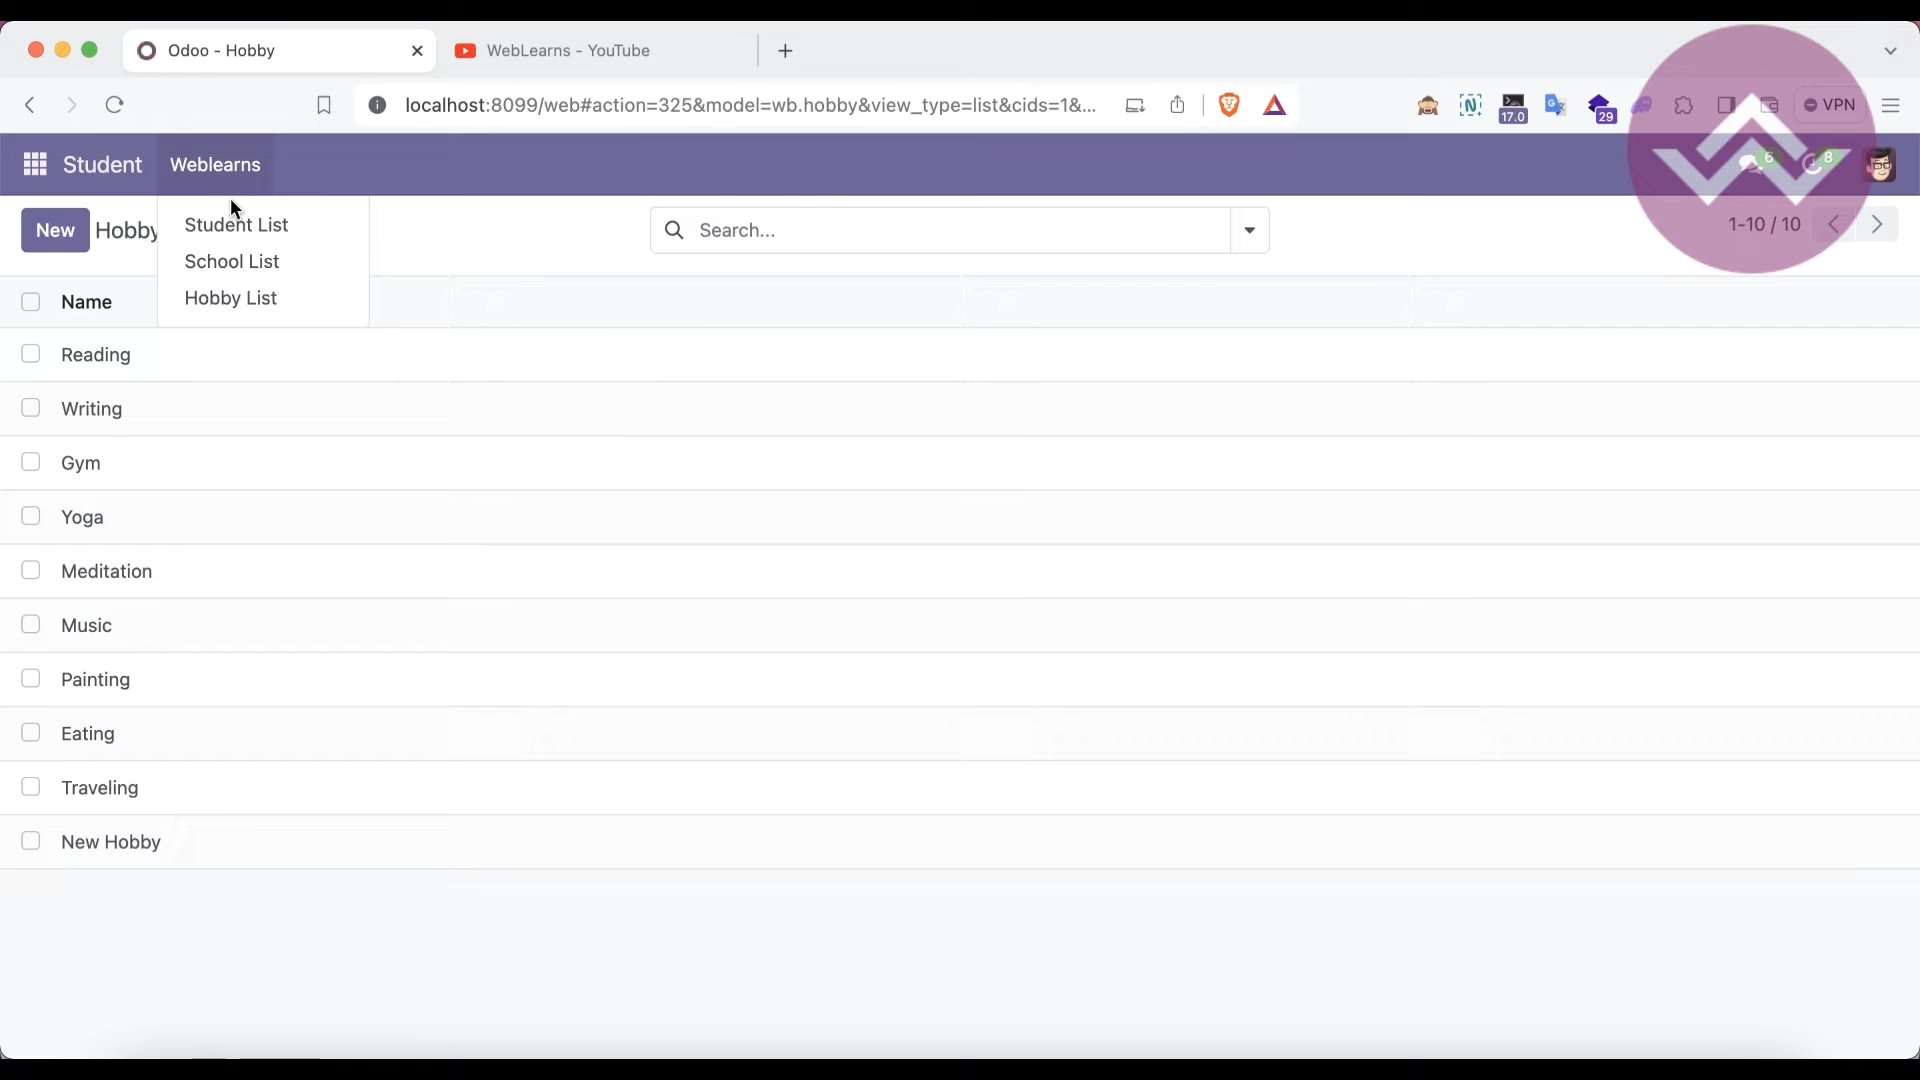 Odoo - Hobby
WebLearns - YouTube
localhost:8099/web#action=325&model=wb.hobby&view_type=list&cids=1&...
17.0
29
VPN
Student
Weblearns
6
8
New
Hobby
Student List
School List
Hobby List
Search...
1-10 / 10
Name
Reading
Writing
Gym
Yoga
Meditation
Music
Painting
Eating
Traveling
New Hobby